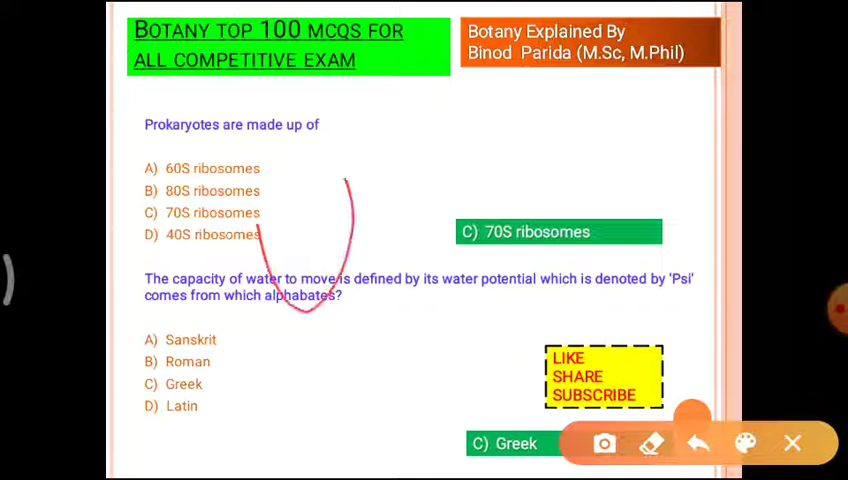 BOTANY TOP 100 MCQS FOR
ALL COMPETITIVE EXAM
Botany Explained By
Binod Parida (M.Sc, M.Phil)
Prokaryotes are made up of
A) 60S ribosomes
B) 80S ribosomes
C) 70S ribosomes
D) 40S ribosomes
C) 70S ribosomes
The capacity of water to move is defined by its water potential which is denoted by 'Psi'
comes from which alphabates?
A) Sanskrit
B) Roman
C) Greek
D) Latin
LIKE
SHARE
SUBSCRIBE
C) Greek